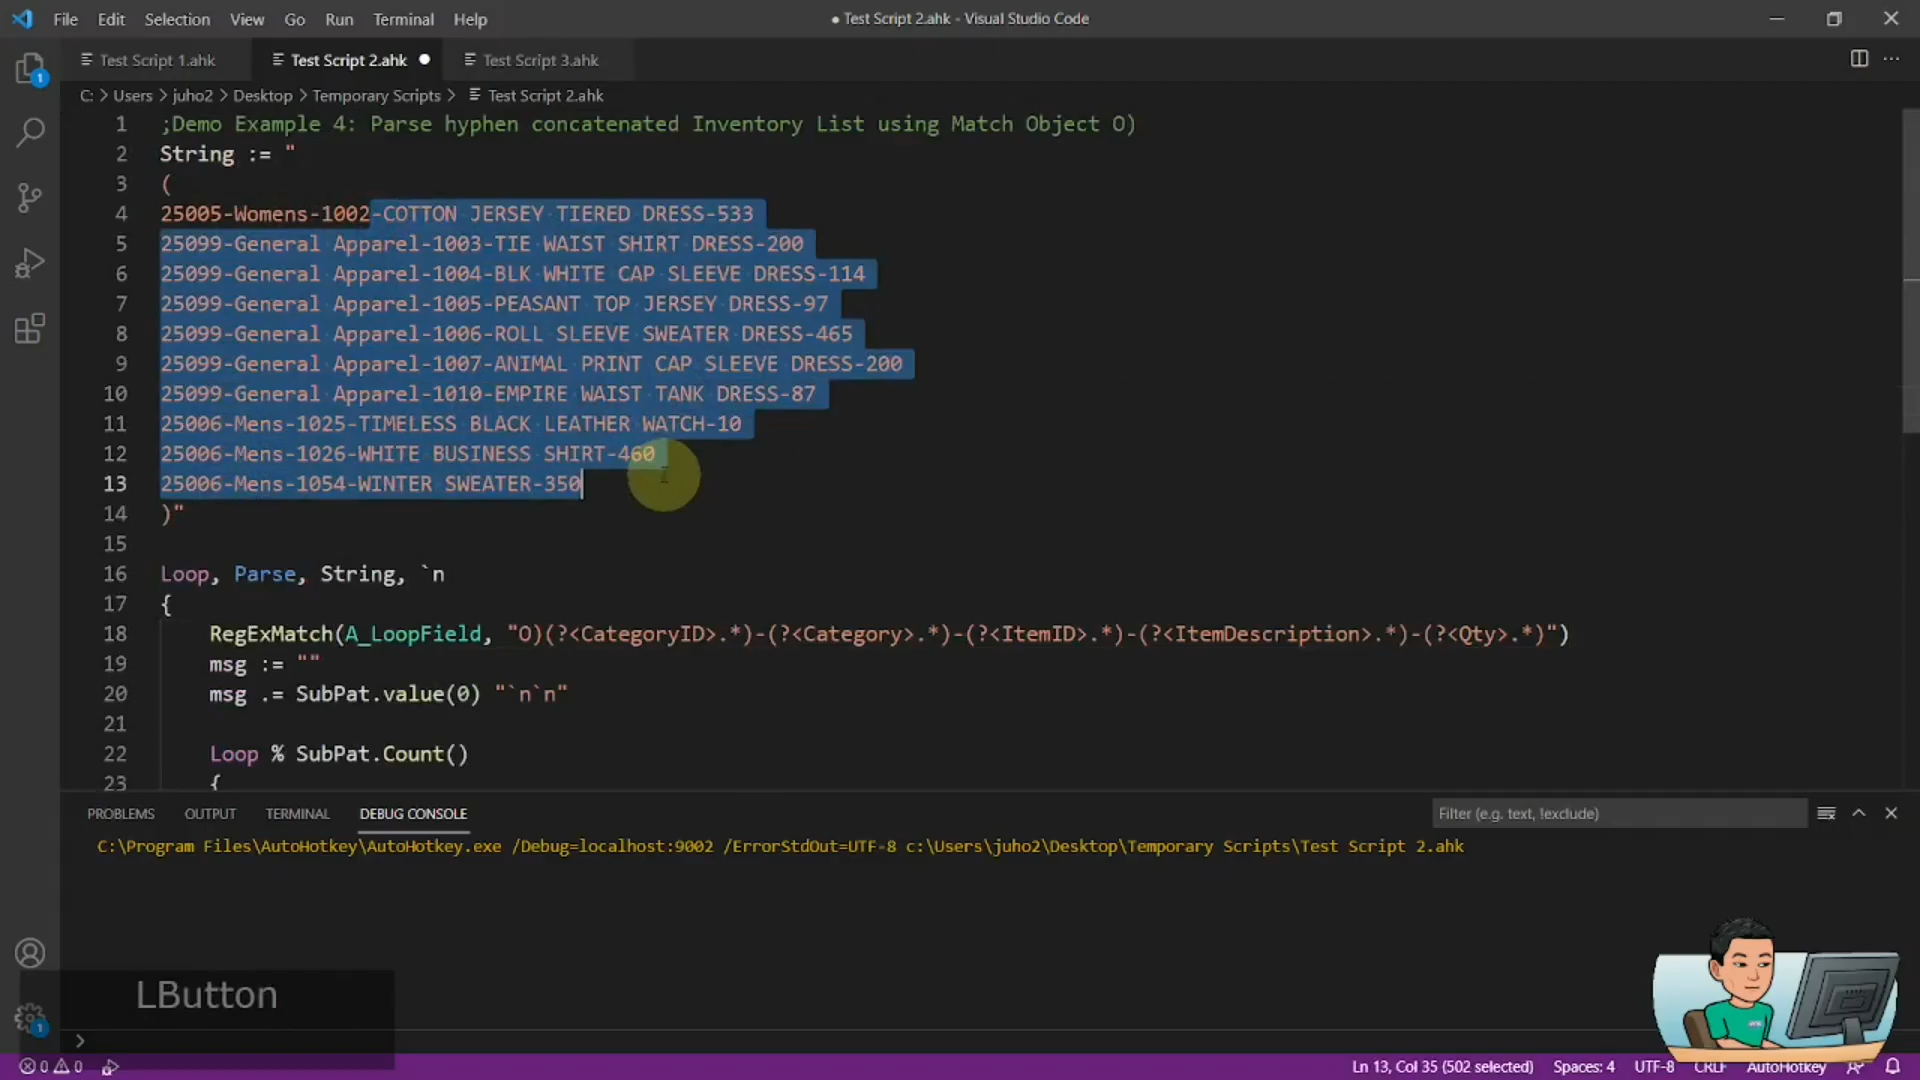 File Edit Selection View Go Run Terminal Help
● Test Script 2.ahk - Visual Studio Code
Test Script 1.ahk Test Script 2.ahk ● Test Script 3.ahk
C: > Users > juho2 > Desktop > Temporary Scripts > Test Script 2.ahk
1 ;Demo Example 4: Parse hyphen concatenated Inventory List using Match Object O)
2 String := "
3 (
4 25005-Womens-1002-COTTON JERSEY TIERED DRESS-533
5 25099-General Apparel-1003-TIE WAIST SHIRT DRESS-200
6 25099-General Apparel-1004-BLK WHITE CAP SLEEVE DRESS-114
7 25099-General Apparel-1005-PEASANT TOP JERSEY DRESS-97
8 25099-General Apparel-1006-ROLL SLEEVE SWEATER DRESS-465
9 25099-General Apparel-1007-ANIMAL PRINT CAP SLEEVE DRESS-200
10 25099-General Apparel-1010-EMPIRE WAIST TANK DRESS-87
11 25006-Mens-1025-TIMELESS BLACK LEATHER WATCH-10
12 25006-Mens-1026-WHITE BUSINESS SHIRT-460
13 25006-Mens-1054-WINTER SWEATER-350
14 )"
15
16 Loop, Parse, String, `n
17 {
18 RegExMatch(A_LoopField, "O)(?<CategoryID>.*)-(?<Category>.*)-(?<ItemID>.*)-(?<ItemDescription>.*)-(?<Qty>.*)")
19 msg := ""
20 msg .= SubPat.value(0) "`n`n"
21
22 Loop % SubPat.Count()
23 {
PROBLEMS OUTPUT TERMINAL DEBUG CONSOLE Filter (e.g. text, !exclude)
C:\Program Files\AutoHotkey\AutoHotkey.exe /Debug=localhost:9002 /ErrorStdOut=UTF-8 c:\Users\juho2\Desktop\Temporary Scripts\Test Script 2.ahk
LButton
1
1
>
0 0 Ln 13, Col 35 (502 selected) Spaces: 4 UTF-8 CRLF AutoHotkey